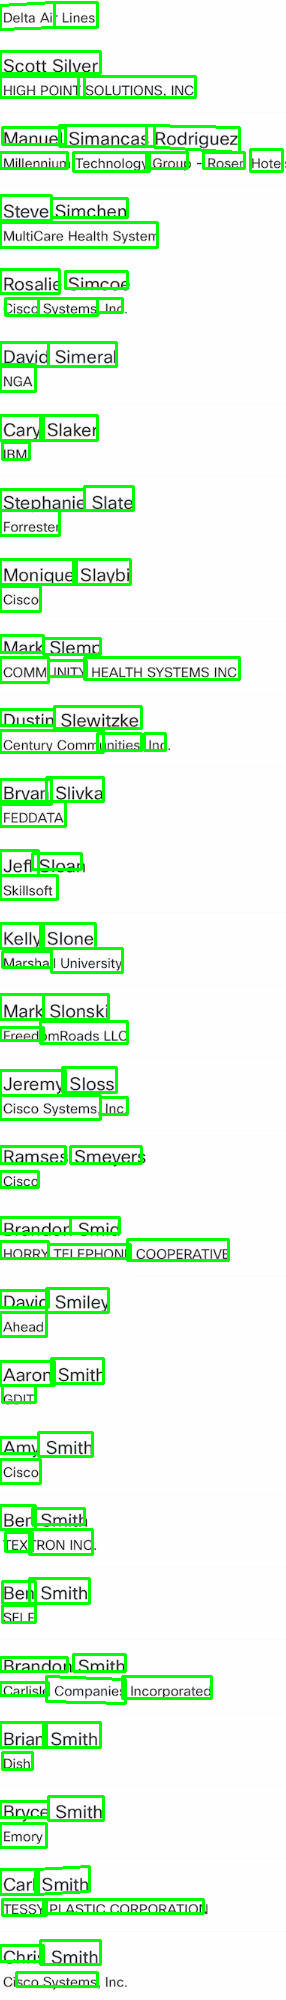 Delta Air Lines
Scott Silver
HIGH POINT SOLUTIONS, INC
Manuel Simancas Rodriguez
Millennium Technology Group - Rosen Hote
Steve Simchen
MultiCare Health System
Rosalie Simcoe
Cisco Systems, Inc.
David Simeral
NGA
Cary Slaker
IBM
Stephanie Slate
Forrester
Monique Slaybi
Cisco
Mark Slemp
COMMUNITY HEALTH SYSTEMS INC
Dustin Slewitzke
Century Communities, Inc.
Bryan Slivka
FEDDATA
Jeff Sloan
Skillsoft
Kelly Slone
Marshall University
Mark Slonski
FreedomRoads LLC
Jeremy Sloss
Cisco Systems, Inc.
Ramses Smeyers
Cisco
Brandon Smid
HORRY TELEPHONE COOPERATIVE
David Smiley
Ahead
Aaron Smith
GDIT
Amy Smith
Cisco
Ben Smith
TEXTRON INC.
Ben Smith
SELF
Brandon Smith
Carlisle Companies Incorporated
Brian Smith
Dish
Bryce Smith
Emory
Carl Smith
TESSY PLASTIC CORPORATION
Chris Smith
Cisco Systems, Inc.